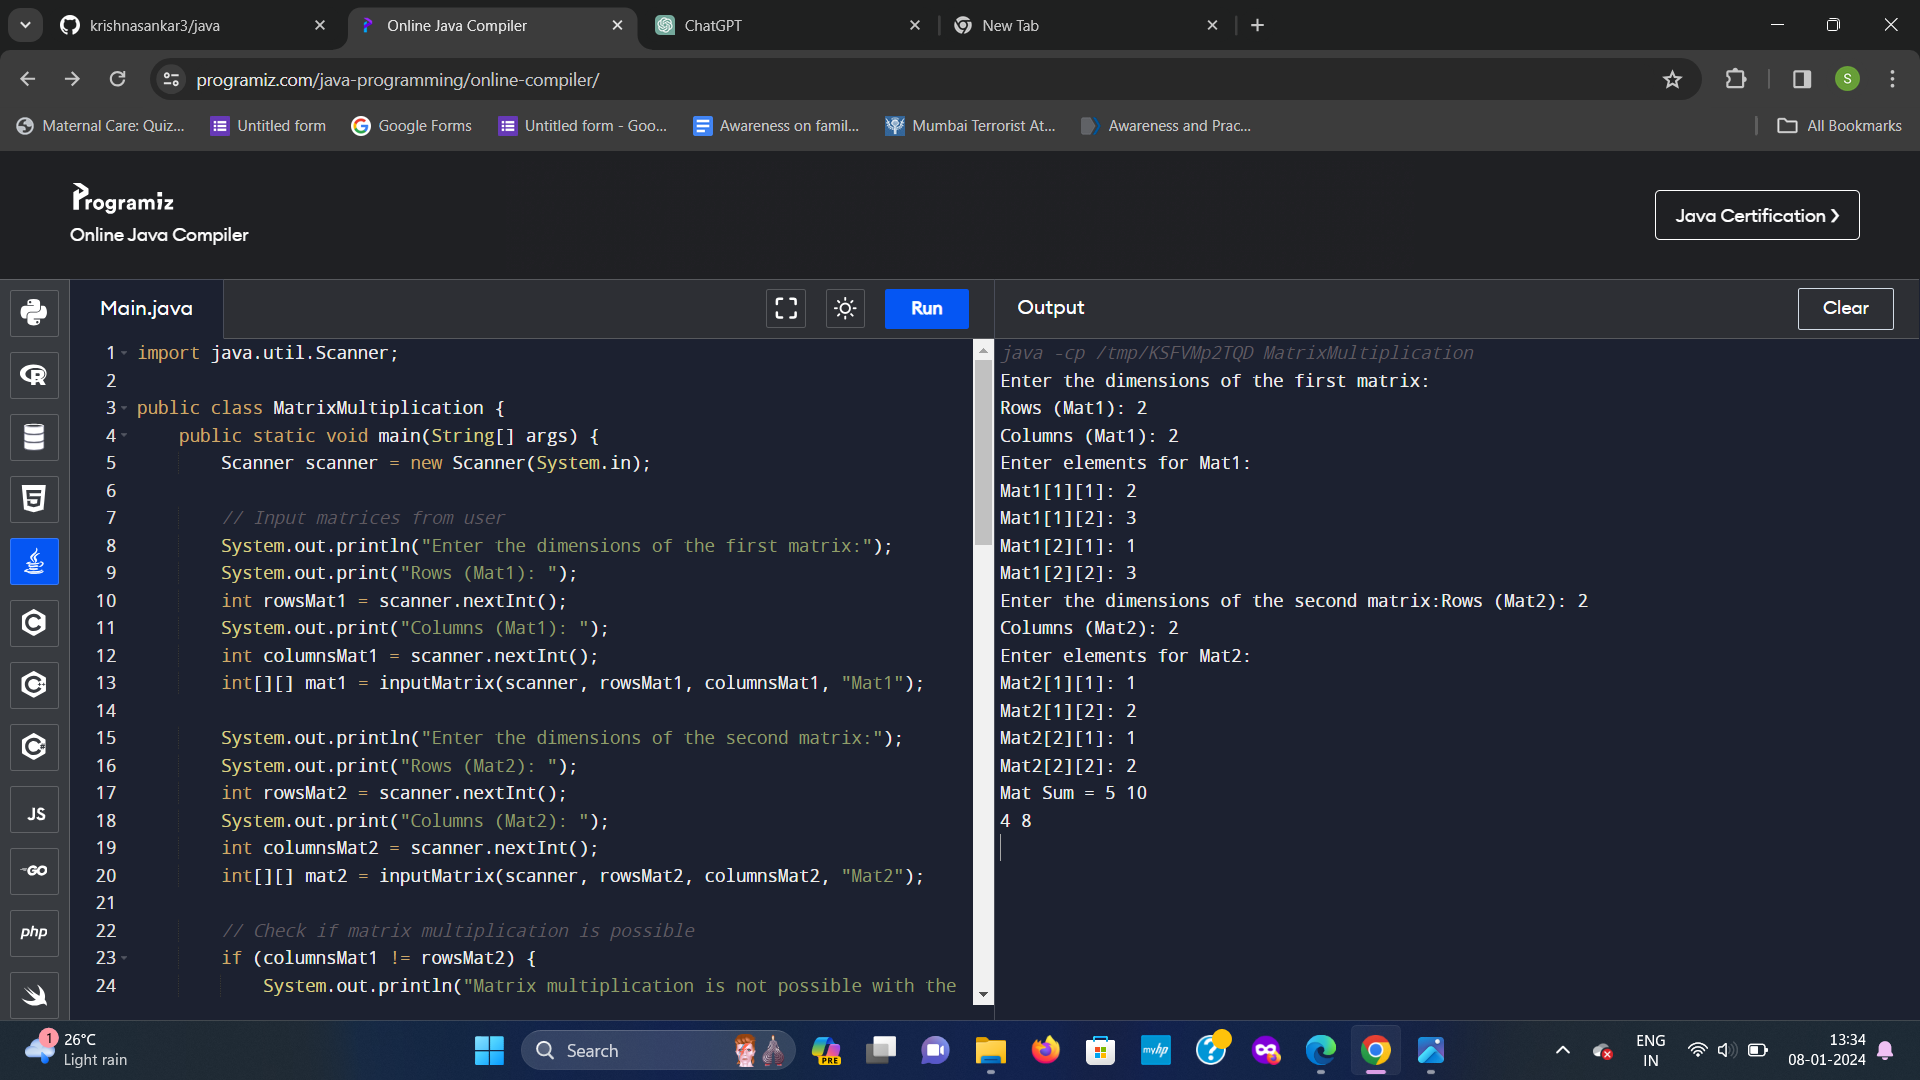 krishnasankar3/java
Online Java Compiler
ChatGPT
New Tab
programiz.com/java-programming/online-compiler/
S
Maternal Care: Quiz...
Untitled form
Google Forms
Untitled form - Goo...
Awareness on famil...
Mumbai Terrorist At...
Awareness and Prac...
All Bookmarks
Programiz
Online Java Compiler
Java Certification ❯
Main.java
Run
1 import java.util.Scanner;
2
3 public class MatrixMultiplication {
4     public static void main(String[] args) {
5         Scanner scanner = new Scanner(System.in);
6
7         // Input matrices from user
8         System.out.println("Enter the dimensions of the first matrix:");
9         System.out.print("Rows (Mat1): ");
10         int rowsMat1 = scanner.nextInt();
11         System.out.print("Columns (Mat1): ");
12         int columnsMat1 = scanner.nextInt();
13         int[][] mat1 = inputMatrix(scanner, rowsMat1, columnsMat1, "Mat1");
14
15         System.out.println("Enter the dimensions of the second matrix:");
16         System.out.print("Rows (Mat2): ");
17         int rowsMat2 = scanner.nextInt();
18         System.out.print("Columns (Mat2): ");
19         int columnsMat2 = scanner.nextInt();
20         int[][] mat2 = inputMatrix(scanner, rowsMat2, columnsMat2, "Mat2");
21
22         // Check if matrix multiplication is possible
23         if (columnsMat1 != rowsMat2) {
24             System.out.println("Matrix multiplication is not possible with the
Output
Clear
java -cp /tmp/KSFVMp2TQD MatrixMultiplication
Enter the dimensions of the first matrix:
Rows (Mat1): 2
Columns (Mat1): 2
Enter elements for Mat1:
Mat1[1][1]: 2
Mat1[1][2]: 3
Mat1[2][1]: 1
Mat1[2][2]: 3
Enter the dimensions of the second matrix:Rows (Mat2): 2
Columns (Mat2): 2
Enter elements for Mat2:
Mat2[1][1]: 1
Mat2[1][2]: 2
Mat2[2][1]: 1
Mat2[2][2]: 2
Mat Sum = 5 10
4 8
R
5
C
C
C
JS
GO
php
1
26°C
Light rain
Search
PRE
myhp
?
ENG
IN
13:34
08-01-2024